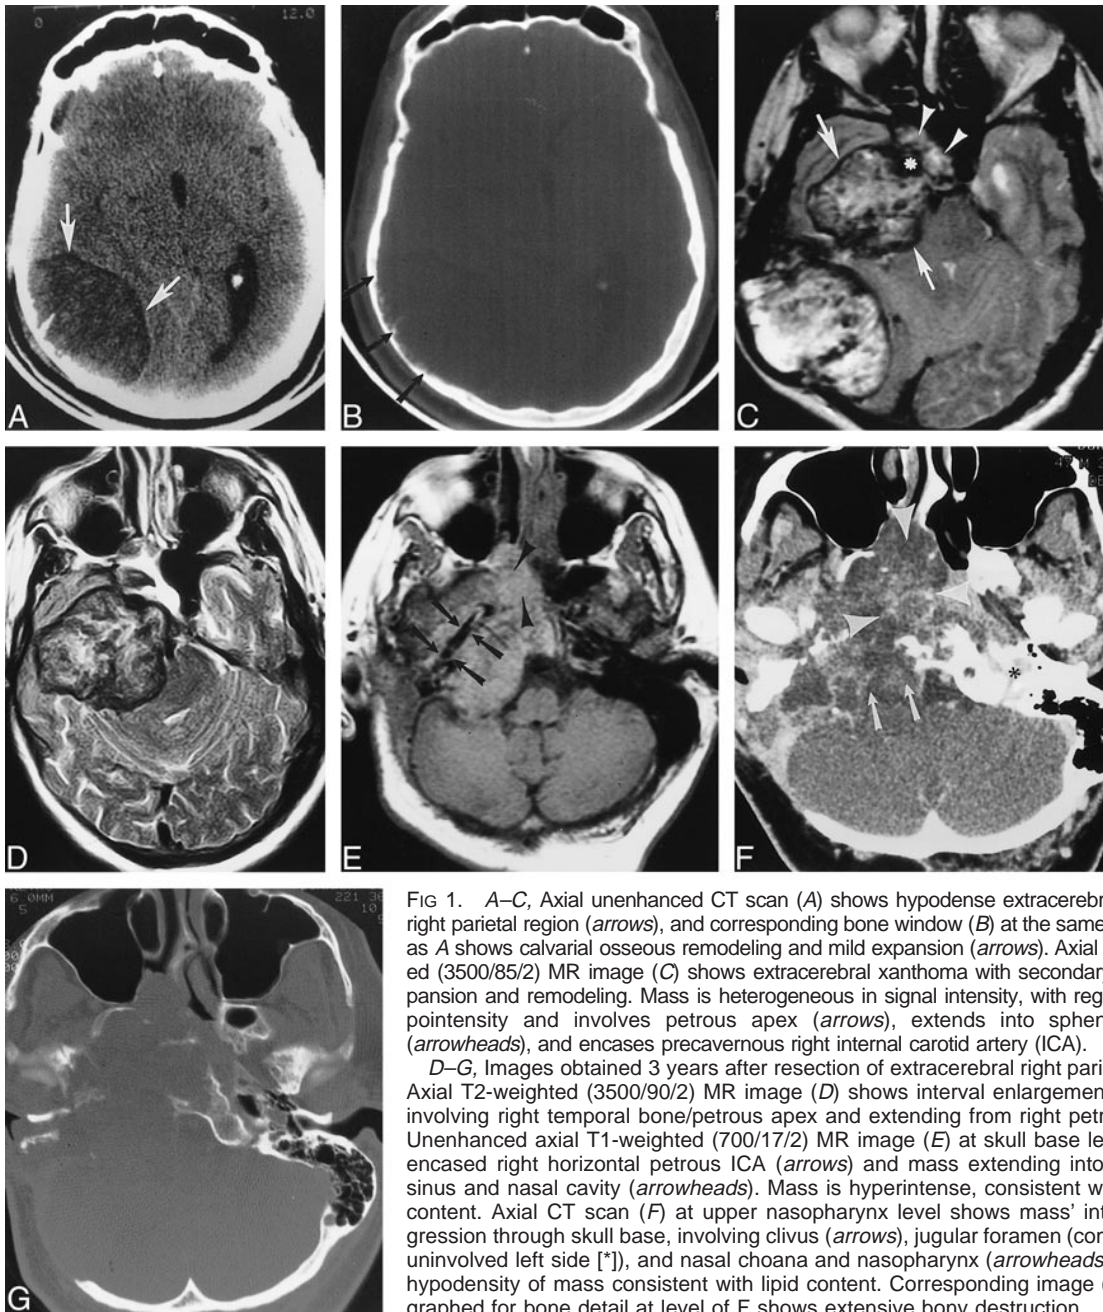 12.0
0
A
B
C
D
E
F
6.0MM
5
221 36
10
G
FIG 1. A–C, Axial unenhanced CT scan (A) shows hypodense extracerebr
right parietal region (arrows), and corresponding bone window (B) at the same
as A shows calvarial osseous remodeling and mild expansion (arrows). Axial
ed (3500/85/2) MR image (C) shows extracerebral xanthoma with secondary
pansion and remodeling. Mass is heterogeneous in signal intensity, with reg
pointensity and involves petrous apex (arrows), extends into sphen
(arrowheads), and encases precavernous right internal carotid artery (ICA).
D–G, Images obtained 3 years after resection of extracerebral right pari
Axial T2-weighted (3500/90/2) MR image (D) shows interval enlargemen
involving right temporal bone/petrous apex and extending from right petr
Unenhanced axial T1-weighted (700/17/2) MR image (E) at skull base le
encased right horizontal petrous ICA (arrows) and mass extending into
sinus and nasal cavity (arrowheads). Mass is hyperintense, consistent w
content. Axial CT scan (F) at upper nasopharynx level shows mass' int
gression through skull base, involving clivus (arrows), jugular foramen (con
uninvolved left side [*]), and nasal choana and nasopharynx (arrowheads
hypodensity of mass consistent with lipid content. Corresponding image (
graphed for bone detail at level of F shows extensive bony destruction